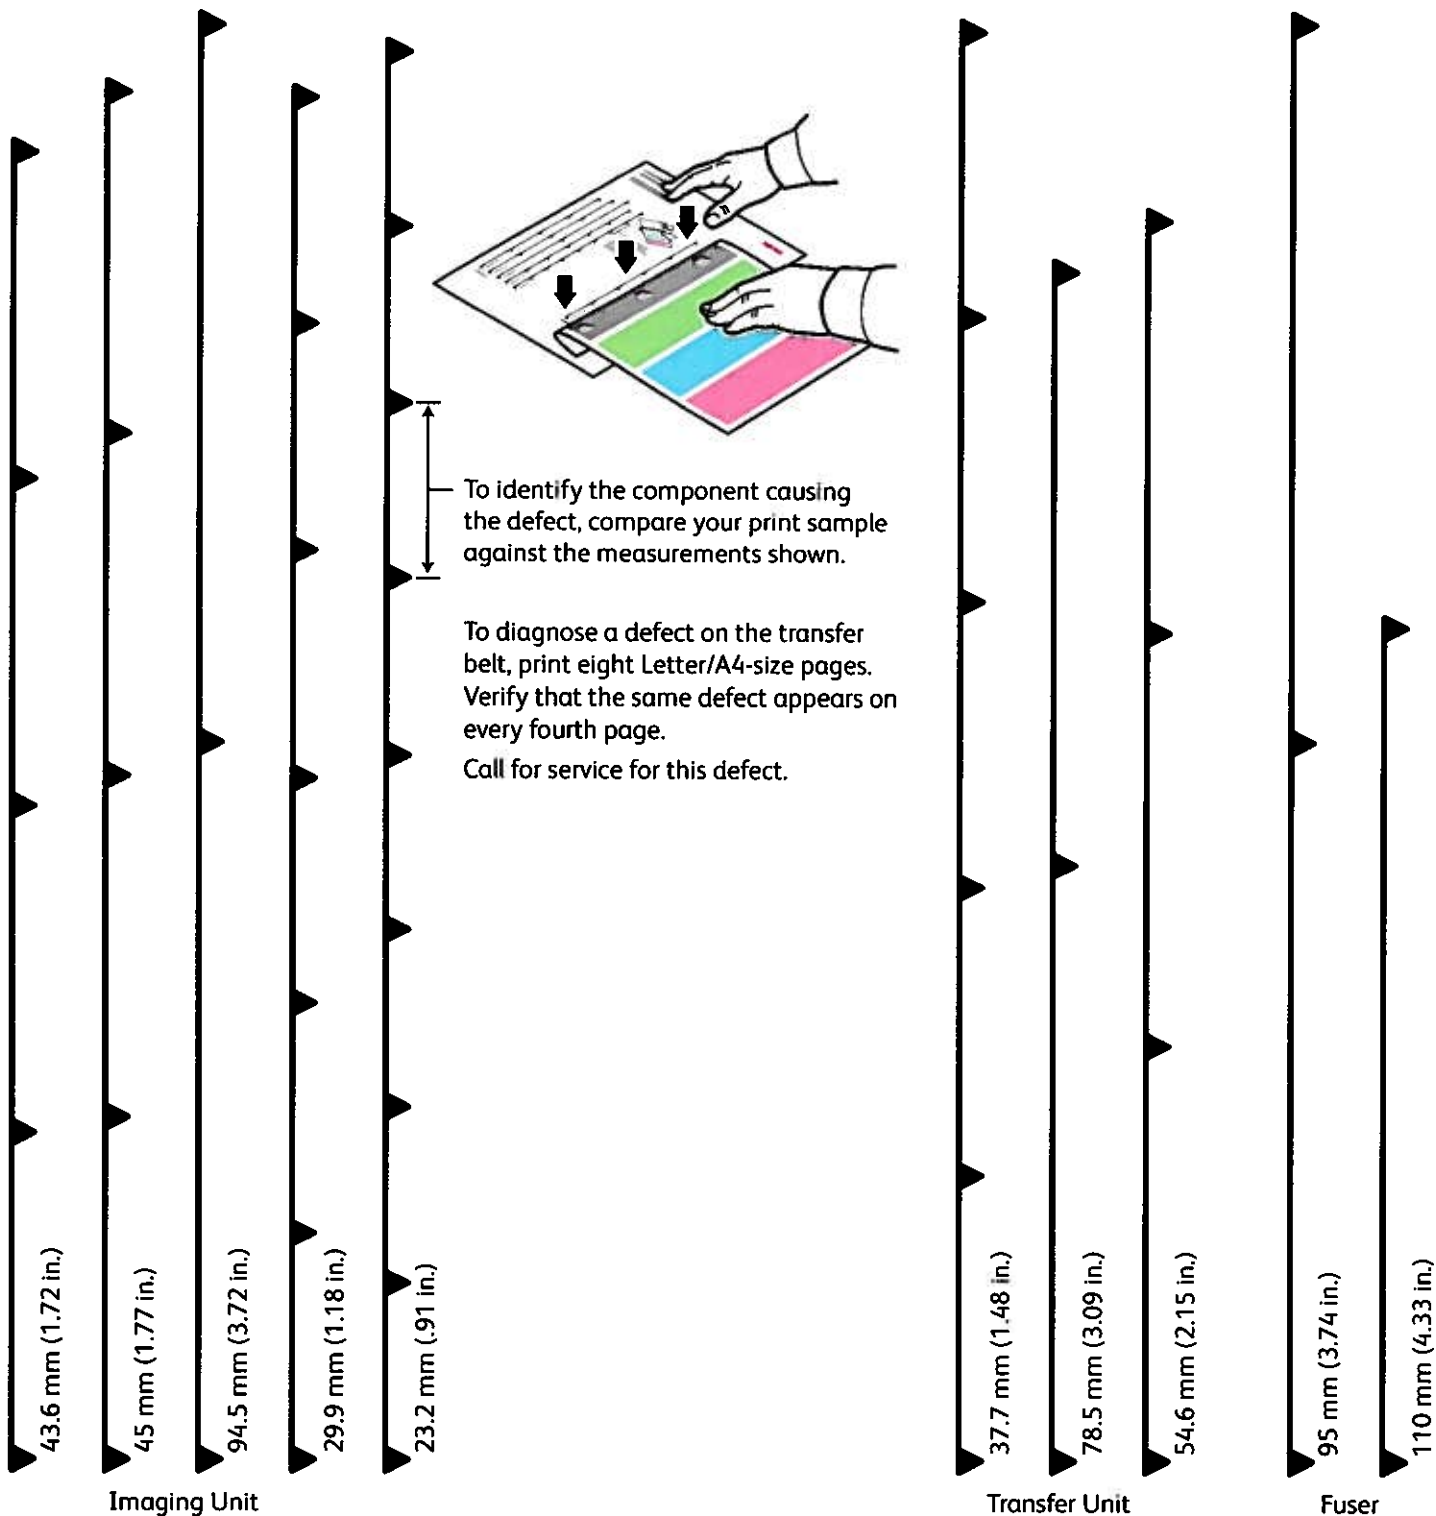 To identify the component causing
the defect, compare your print sample
against the measurements shown.
To diagnose a defect on the transfer
belt, print eight Letter/A4-size pages.
Verify that the same defect appears on
every fourth page.
Call for service for this defect.
43.6 mm (1.72 in.)
45 mm (1.77 in.)
94.5 mm (3.72 in.)
29.9 mm (1.18 in.)
23.2 mm (.91 in.)
37.7 mm (1.48 in.)
78.5 mm (3.09 in.)
54.6 mm (2.15 in.)
95 mm (3.74 in.)
110 mm (4.33 in.)
Imaging Unit
Transfer Unit
Fuser